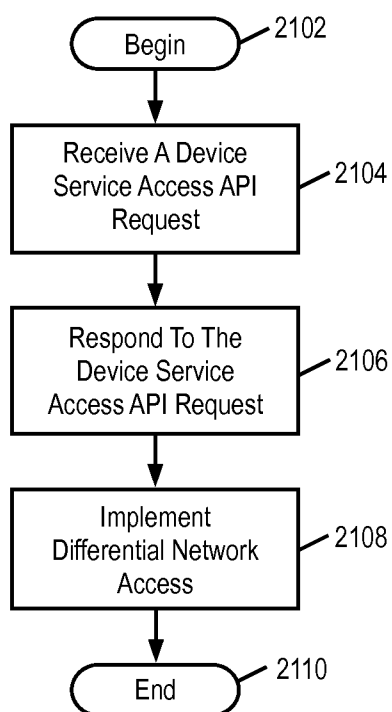 Begin
2102
Receive A Device
Service Access API
Request
2104
Respond To The
Device Service
Access API Request
2106
Implement
Differential Network
Access
2108
End
2110